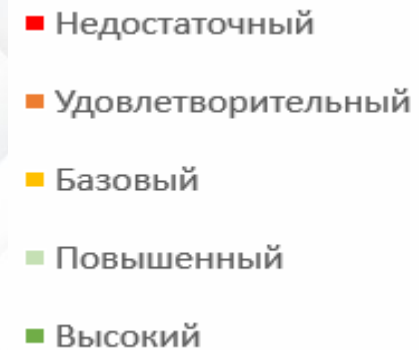 Недостаточный
Удовлетворительный
Базовый
Повышенный
Высокий